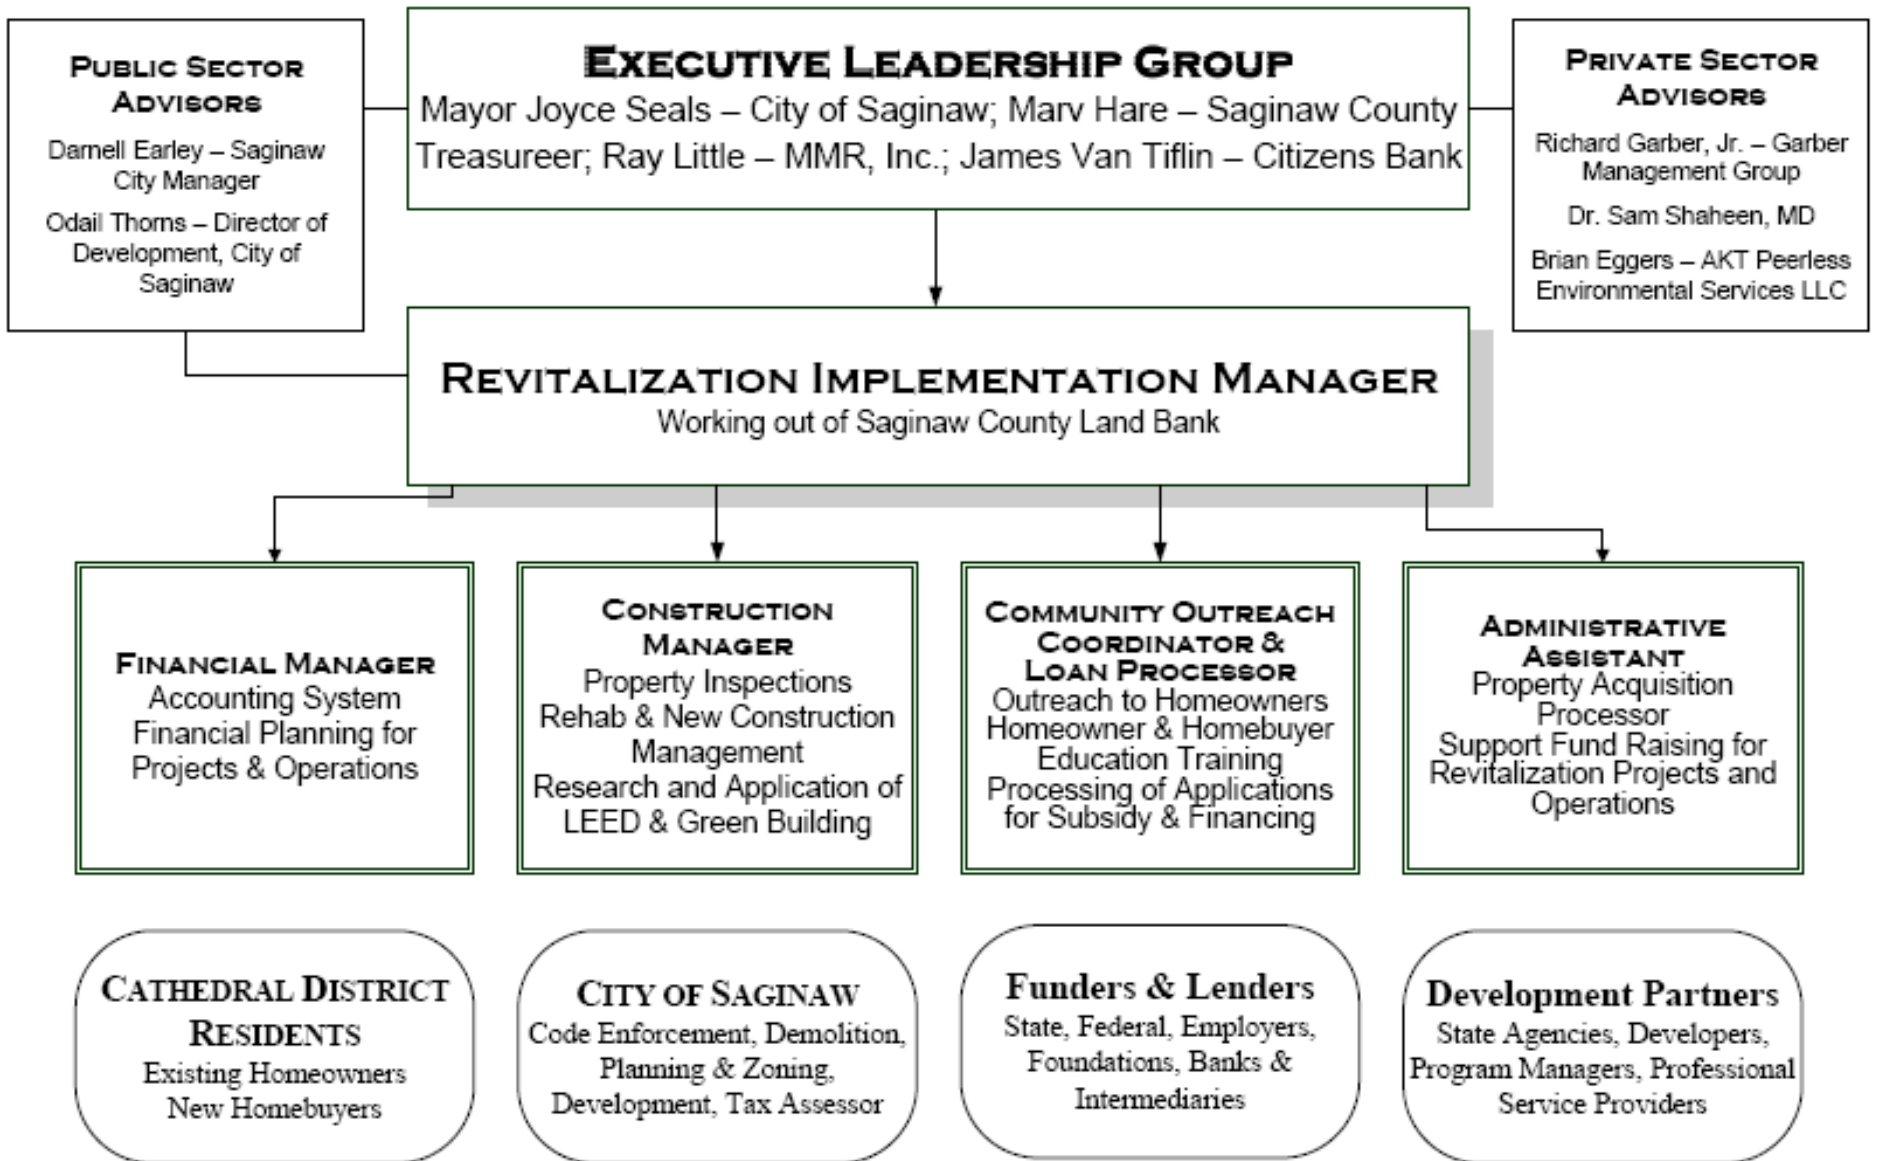 PUBLIC SECTOR
ADVISORS
Darnell Earley – Saginaw
City Manager
Odail Thorns – Director of
Development, City of
Saginaw
EXECUTIVE LEADERSHIP GROUP
Mayor Joyce Seals – City of Saginaw; Marv Hare – Saginaw County
Treasureer; Ray Little – MMR, Inc.; James Van Tiflin – Citizens Bank
PRIVATE SECTOR
ADVISORS
Richard Garber, Jr. – Garber
Management Group
Dr. Sam Shaheen, MD
Brian Eggers – AKT Peerless
Environmental Services LLC
REVITALIZATION IMPLEMENTATION MANAGER
Working out of Saginaw County Land Bank
FINANCIAL MANAGER
Accounting System
Financial Planning for
Projects & Operations
CONSTRUCTION
MANAGER
Property Inspections
Rehab & New Construction
Management
Research and Application of
LEED & Green Building
COMMUNITY OUTREACH
COORDINATOR &
LOAN PROCESSOR
Outreach to Homeowners
Homeowner & Homebuyer
Education Training
Processing of Applications
for Subsidy & Financing
ADMINISTRATIVE
ASSISTANT
Property Acquisition
Processor
Support Fund Raising for
Revitalization Projects and
Operations
CATHEDRAL DISTRICT
RESIDENTS
Existing Homeowners
New Homebuyers
CITY OF SAGINAW
Code Enforcement, Demolition,
Planning & Zoning,
Development, Tax Assessor
Funders & Lenders
State, Federal, Employers,
Foundations, Banks &
Intermediaries
Development Partners
State Agencies, Developers,
Program Managers, Professional
Service Providers